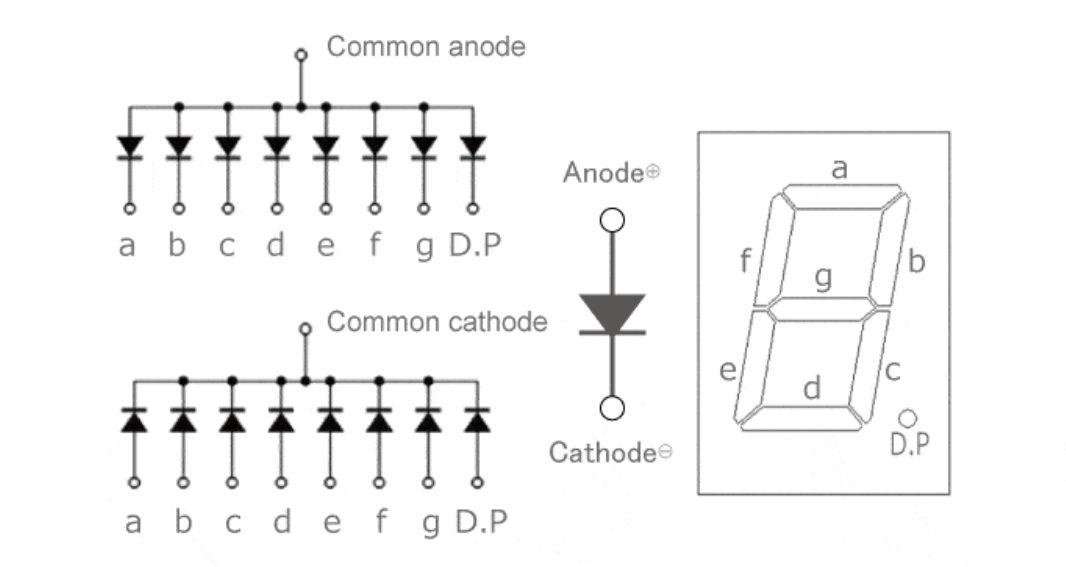 Common anode
a b c d e f g D.P
Common cathode
a b c d e f g D.P
Anode⊕
Cathode⊖
a
f
b
g
e
c
d
D.P